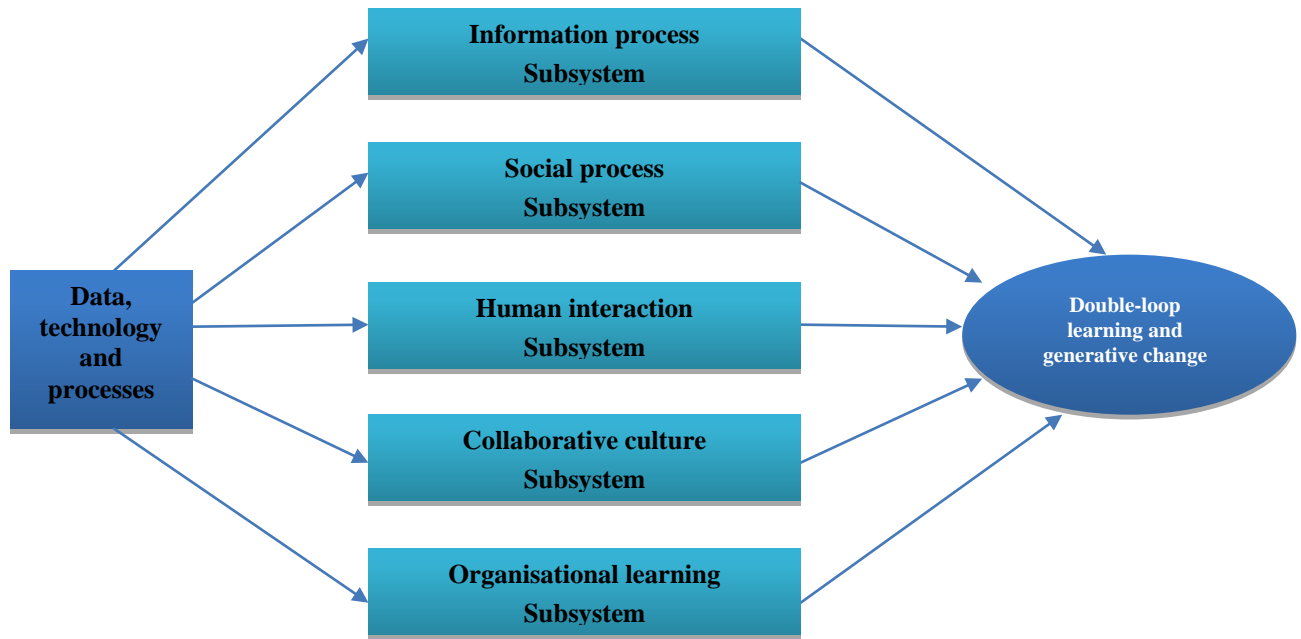 Information process
Subsystem
Social process
Subsystem
Data,
technology
and
processes
Human interaction
Subsystem
Double-loop
learning and
generative change
Collaborative culture
Subsystem
Organisational learning
Subsystem